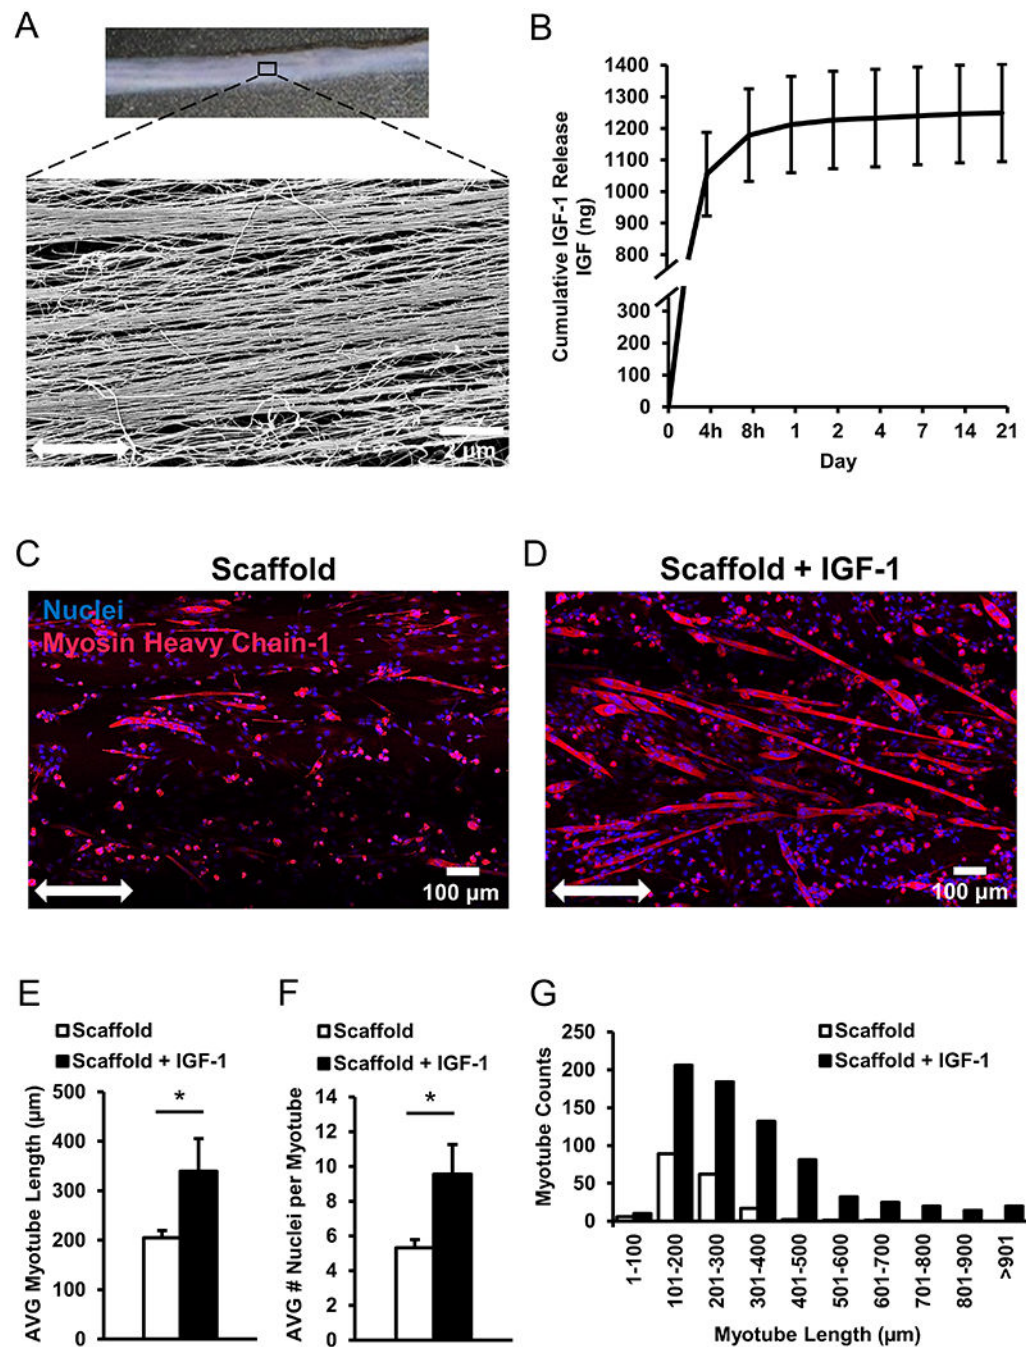 A
2 µm
B
1400
1300
1200
1100
1000
900
800
300
200
100
0
Cumulative IGF-1 Release
IGF (ng)
0 4h 8h 1 2 4 7 14 21
Day
C
Scaffold
Nuclei
Myosin Heavy Chain-1
100 µm
D
Scaffold + IGF-1
100 µm
E
Scaffold
Scaffold + IGF-1
500
400
300
200
100
0
AVG Myotube Length (µm)
*
F
Scaffold
Scaffold + IGF-1
14
12
10
8
6
4
2
0
AVG # Nuclei per Myotube
*
G
Scaffold
Scaffold + IGF-1
250
200
150
100
50
0
Myotube Counts
1-100
101-200
201-300
301-400
401-500
501-600
601-700
701-800
801-900
>901
Myotube Length (µm)